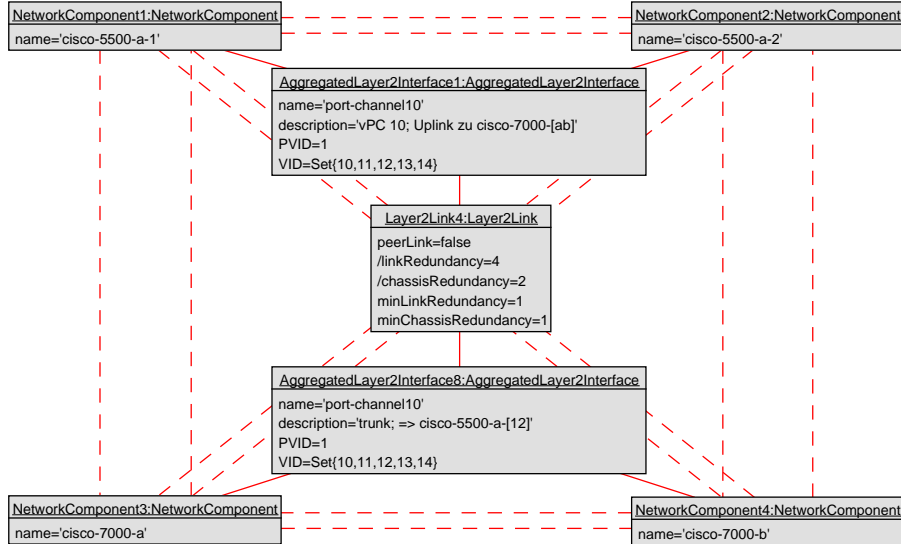 NetworkComponent1:NetworkComponent
name='cisco-5500-a-1'
NetworkComponent2:NetworkComponent
name='cisco-5500-a-2'
AggregatedLayer2Interface1:AggregatedLayer2Interface
name='port-channel10'
description='vPC 10; Uplink zu cisco-7000-[ab]'
PVID=1
VID=Set{10,11,12,13,14}
Layer2Link4:Layer2Link
peerLink=false
/linkRedundancy=4
/chassisRedundancy=2
minLinkRedundancy=1
minChassisRedundancy=1
AggregatedLayer2Interface8:AggregatedLayer2Interface
name='port-channel10'
description='trunk; => cisco-5500-a-[12]'
PVID=1
VID=Set{10,11,12,13,14}
NetworkComponent3:NetworkComponent
name='cisco-7000-a'
NetworkComponent4:NetworkComponent
name='cisco-7000-b'